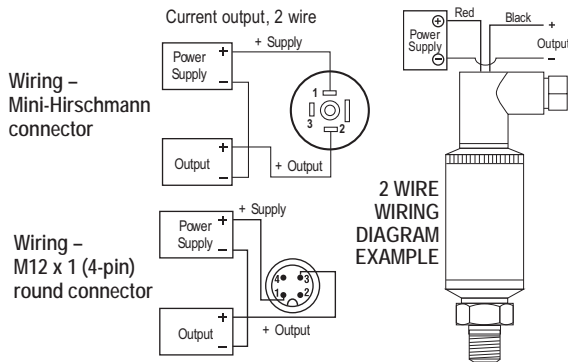 Current output, 2 wire
Wiring –
Mini-Hirschmann
connector
Power
Supply
+
–
+ Supply
1
3
2
Output
+
–
+ Output
Wiring –
M12 x 1 (4-pin)
round connector
Power
Supply
+
–
+ Supply
4
3
1
2
Output
+
–
+ Output
Power
Supply
+
–
Red
Black
+
Output
–
2 WIRE
WIRING
DIAGRAM
EXAMPLE